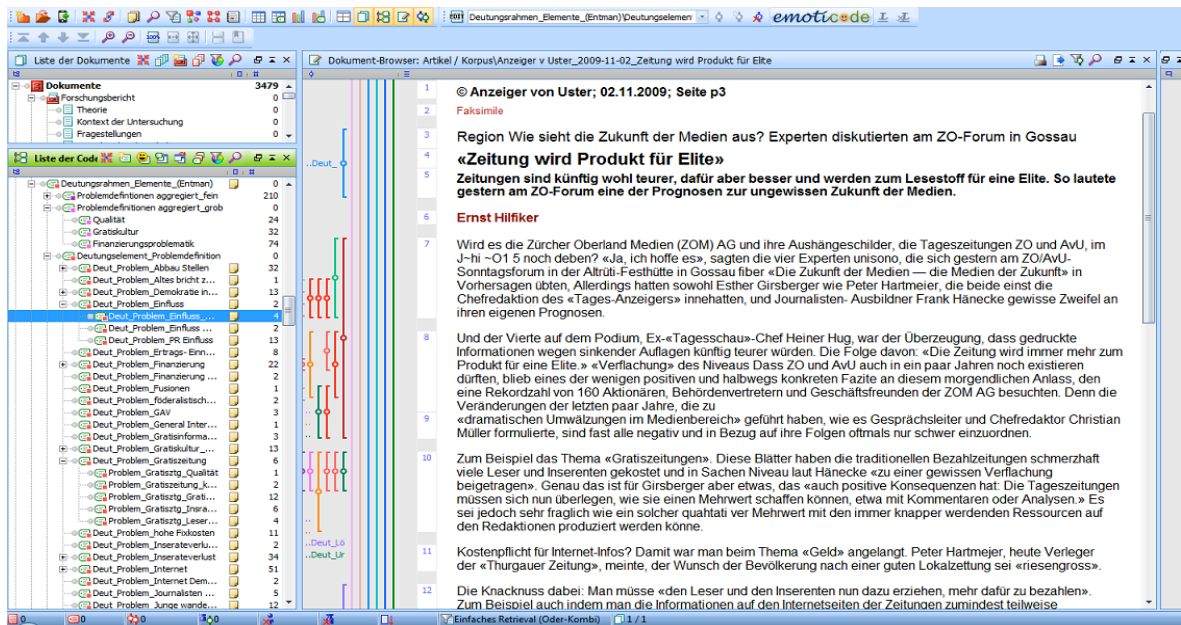 Deutungsrahmen_Elemente_(Entman)\Deutungselemen
emoticode
Liste der Dokumente
Dokument-Browser: Artikel / Korpus\Anzeiger v Uster_2009-11-02_Zeitung wird Produkt für Elite
Dokumente 3479
Forschungsbericht 0
Theorie 0
Kontext der Untersuchung 0
Fragestellungen 0
Liste der Code
Deutungsrahmen_Elemente_(Entman) 0
Problemdefnitionen aggregiert_fein 210
Problemdefinitionen aggregiert_grob 0
Qualität 24
Gratiskultur 32
Finanzierungsproblematik 74
Deutungselement_Problemdefinition 0
Deut_Problem_Abbau Stellen 32
Deut_Problem_Altes bricht z... 1
Deut_Problem_Demokratie in... 13
Deut_Problem_Einfluss 2
Deut_Problem_Einfluss_... 4
Deut_Problem_Einfluss ... 2
Deut_Problem_PR Einfluss 13
Deut_Problem_Ertrags- Einn... 8
Deut_Problem_Finanzierung 22
Deut_Problem_Finanzierung ... 2
Deut_Problem_Fusionen 1
Deut_Problem_föderalistisch... 2
Deut_Problem_GAV 3
Deut_Problem_General Inter... 1
Deut_Problem_Gratisinforma... 3
Deut_Problem_Gratiskultur_... 13
Deut_Problem_Gratiszeitung 6
Problem_Gratisztg_Qualität 1
Problem_Gratiszeitung_k... 2
Problem_Gratisztg_Grati... 12
Problem_Gratisztg_Insra... 6
Problem_Gratisztg_Leser... 4
Deut_Problem_hohe Fixkosten 11
Deut_Problem_Inserateverlu... 2
Deut_Problem_Inserateverlust 34
Deut_Problem_Internet 51
Deut_Problem_Internet Dem... 2
Deut_Problem_Journalisten ... 5
Deut_Problem_Junge wande... 12
..Deut_
..Deut_Lö
..Deut_Ur
1 © Anzeiger von Uster; 02.11.2009; Seite p3
2 Faksimile
3 Region Wie sieht die Zukunft der Medien aus? Experten diskutierten am ZO-Forum in Gossau
4 «Zeitung wird Produkt für Elite»
5 Zeitungen sind künftig wohl teurer, dafür aber besser und werden zum Lesestoff für eine Elite. So lautete
gestern am ZO-Forum eine der Prognosen zur ungewissen Zukunft der Medien.
6 Ernst Hilfiker
7 Wird es die Zürcher Oberland Medien (ZOM) AG und ihre Aushängeschilder, die Tageszeitungen ZO und AvU, im
J~hi ~O1 5 noch deben? «Ja, ich hoffe es», sagten die vier Experten unisono, die sich gestern am ZO/AvU-
Sonntagsforum in der Altrüti-Festhütte in Gossau fiber «Die Zukunft der Medien — die Medien der Zukunft» in
Vorhersagen übten, Allerdings hatten sowohl Esther Girsberger wie Peter Hartmeier, die beide einst die
Chefredaktion des «Tages-Anzeigers» innehatten, und Journalisten- Ausbildner Frank Hänecke gewisse Zweifel an
ihren eigenen Prognosen.
8 Und der Vierte auf dem Podium, Ex-«Tagesschau»-Chef Heiner Hug, war der Überzeugung, dass gedruckte
Informationen wegen sinkender Auflagen künftig teurer würden. Die Folge davon: «Die Zeitung wird immer mehr zum
Produkt für eine Elite.» «Verflachung» des Niveaus Dass ZO und AvU auch in ein paar Jahren noch existieren
dürften, blieb eines der wenigen positiven und halbwegs konkreten Fazite an diesem morgendlichen Anlass, den
eine Rekordzahl von 160 Aktionären, Behördenvertretern und Geschäftsfreunden der ZOM AG besuchten. Denn die
Veränderungen der letzten paar Jahre, die zu
9 «dramatischen Umwälzungen im Medienbereich» geführt haben, wie es Gesprächsleiter und Chefredaktor Christian
Müller formulierte, sind fast alle negativ und in Bezug auf ihre Folgen oftmals nur schwer einzuordnen.
10 Zum Beispiel das Thema «Gratiszeitungen». Diese Blätter haben die traditionellen Bezahlzeitungen schmerzhaft
viele Leser und Inserenten gekostet und in Sachen Niveau laut Hänecke «zu einer gewissen Verflachung
beigetragen». Genau das ist für Girsberger aber etwas, das «auch positive Konsequenzen hat: Die Tageszeitungen
müssen sich nun überlegen, wie sie einen Mehrwert schaffen können, etwa mit Kommentaren oder Analysen.» Es
sei jedoch sehr fraglich wie ein solcher quahtati ver Mehrwert mit den immer knapper werdenden Ressourcen auf
den Redaktionen produziert werden könne.
11 Kostenpflicht für Internet-Infos? Damit war man beim Thema «Geld» angelangt. Peter Hartmejer, heute Verleger
der «Thurgauer Zeitung», meinte, der Wunsch der Bevölkerung nach einer guten Lokalzettung sei «riesengross».
12 Die Knacknuss dabei: Man müsse «den Leser und den Inserenten nun dazu erziehen, mehr dafür zu bezahlen».
Zum Beispiel auch indem man die Informationen auf den Internetseiten der Zeitungen zumindest teilweise
0 0 0 0 Einfaches Retrieval (Oder-Kombi) 1 / 1